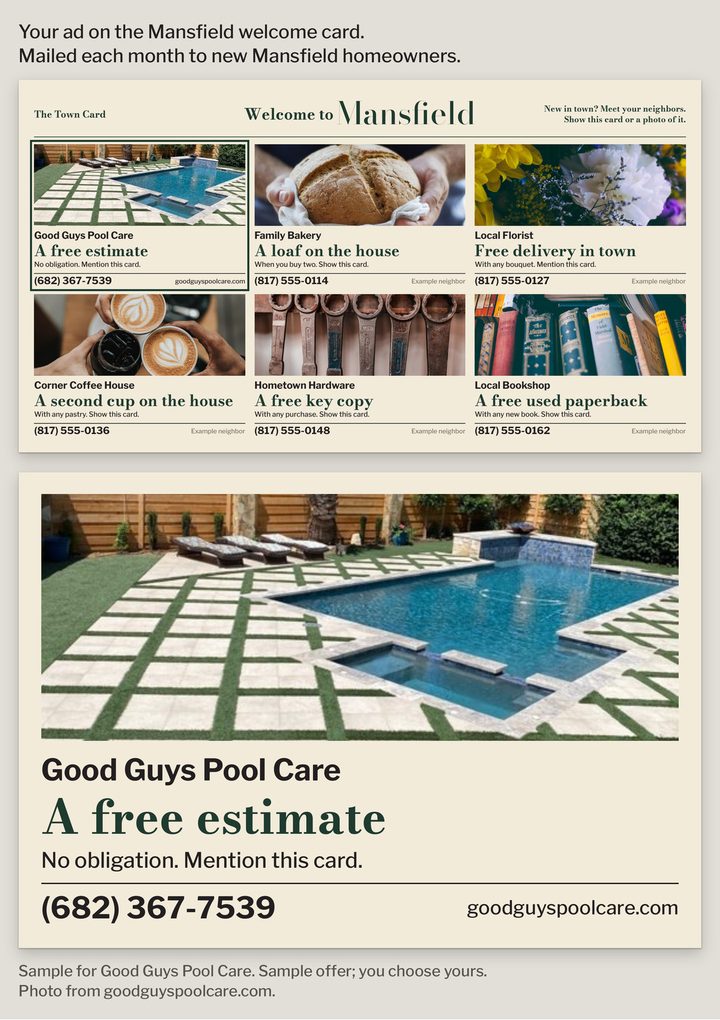 Your ad on the Mansfield welcome card.
Mailed each month to new Mansfield homeowners.
The Town Card
Welcome to Mansfield
New in town? Meet your neighbors.
Show this card or a photo of it.
Good Guys Pool Care
A free estimate
No obligation. Mention this card.
(682) 367-7539
goodguyspoolcare.com
Family Bakery
A loaf on the house
When you buy two. Show this card.
(817) 555-0114
Example neighbor
Local Florist
Free delivery in town
With any bouquet. Mention this card.
(817) 555-0127
Example neighbor
Corner Coffee House
A second cup on the house
With any pastry. Show this card.
(817) 555-0136
Example neighbor
Hometown Hardware
A free key copy
With any purchase. Show this card.
(817) 555-0148
Example neighbor
Local Bookshop
A free used paperback
With any new book. Show this card.
(817) 555-0162
Example neighbor
Good Guys Pool Care
A free estimate
No obligation. Mention this card.
(682) 367-7539
goodguyspoolcare.com
Sample for Good Guys Pool Care. Sample offer; you choose yours.
Photo from goodguyspoolcare.com.